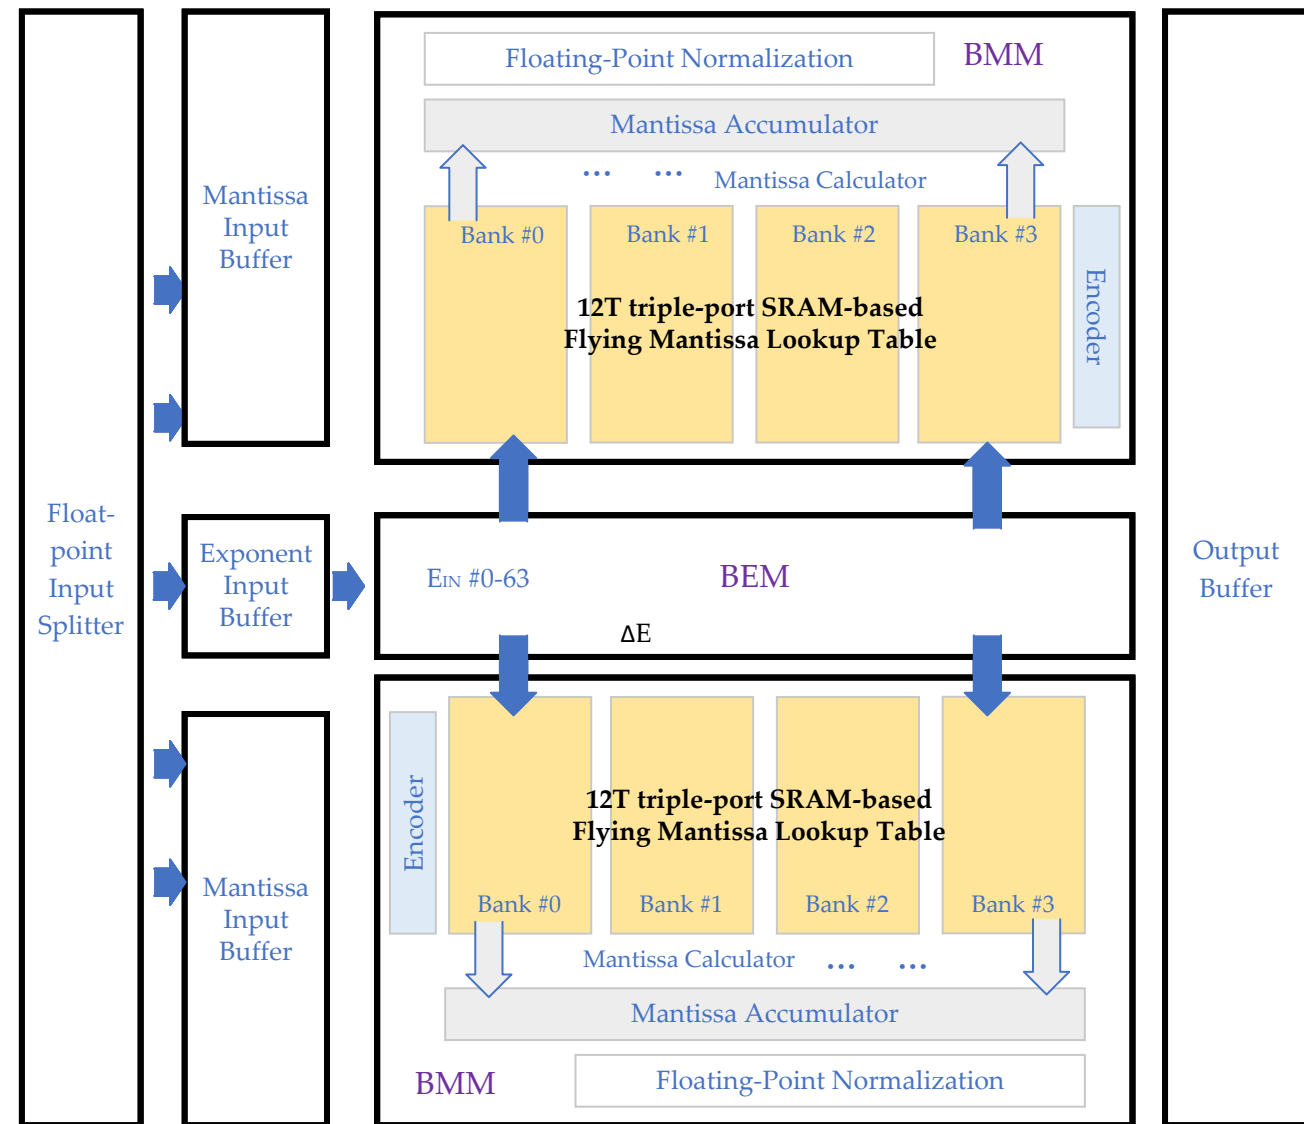 Float-
point
Input
Splitter
Mantissa
Input
Buffer
Exponent
Input
Buffer
Mantissa
Input
Buffer
Floating-Point Normalization
BMM
Mantissa Accumulator
... ... Mantissa Calculator
Bank #0 Bank #1 Bank #2 Bank #3
12T triple-port SRAM-based
Flying Mantissa Lookup Table
Encoder
EIN #0-63
BEM
ΔE
Encoder
12T triple-port SRAM-based
Flying Mantissa Lookup Table
Bank #0 Bank #1 Bank #2 Bank #3
Mantissa Calculator ... ...
Mantissa Accumulator
BMM
Floating-Point Normalization
Output
Buffer